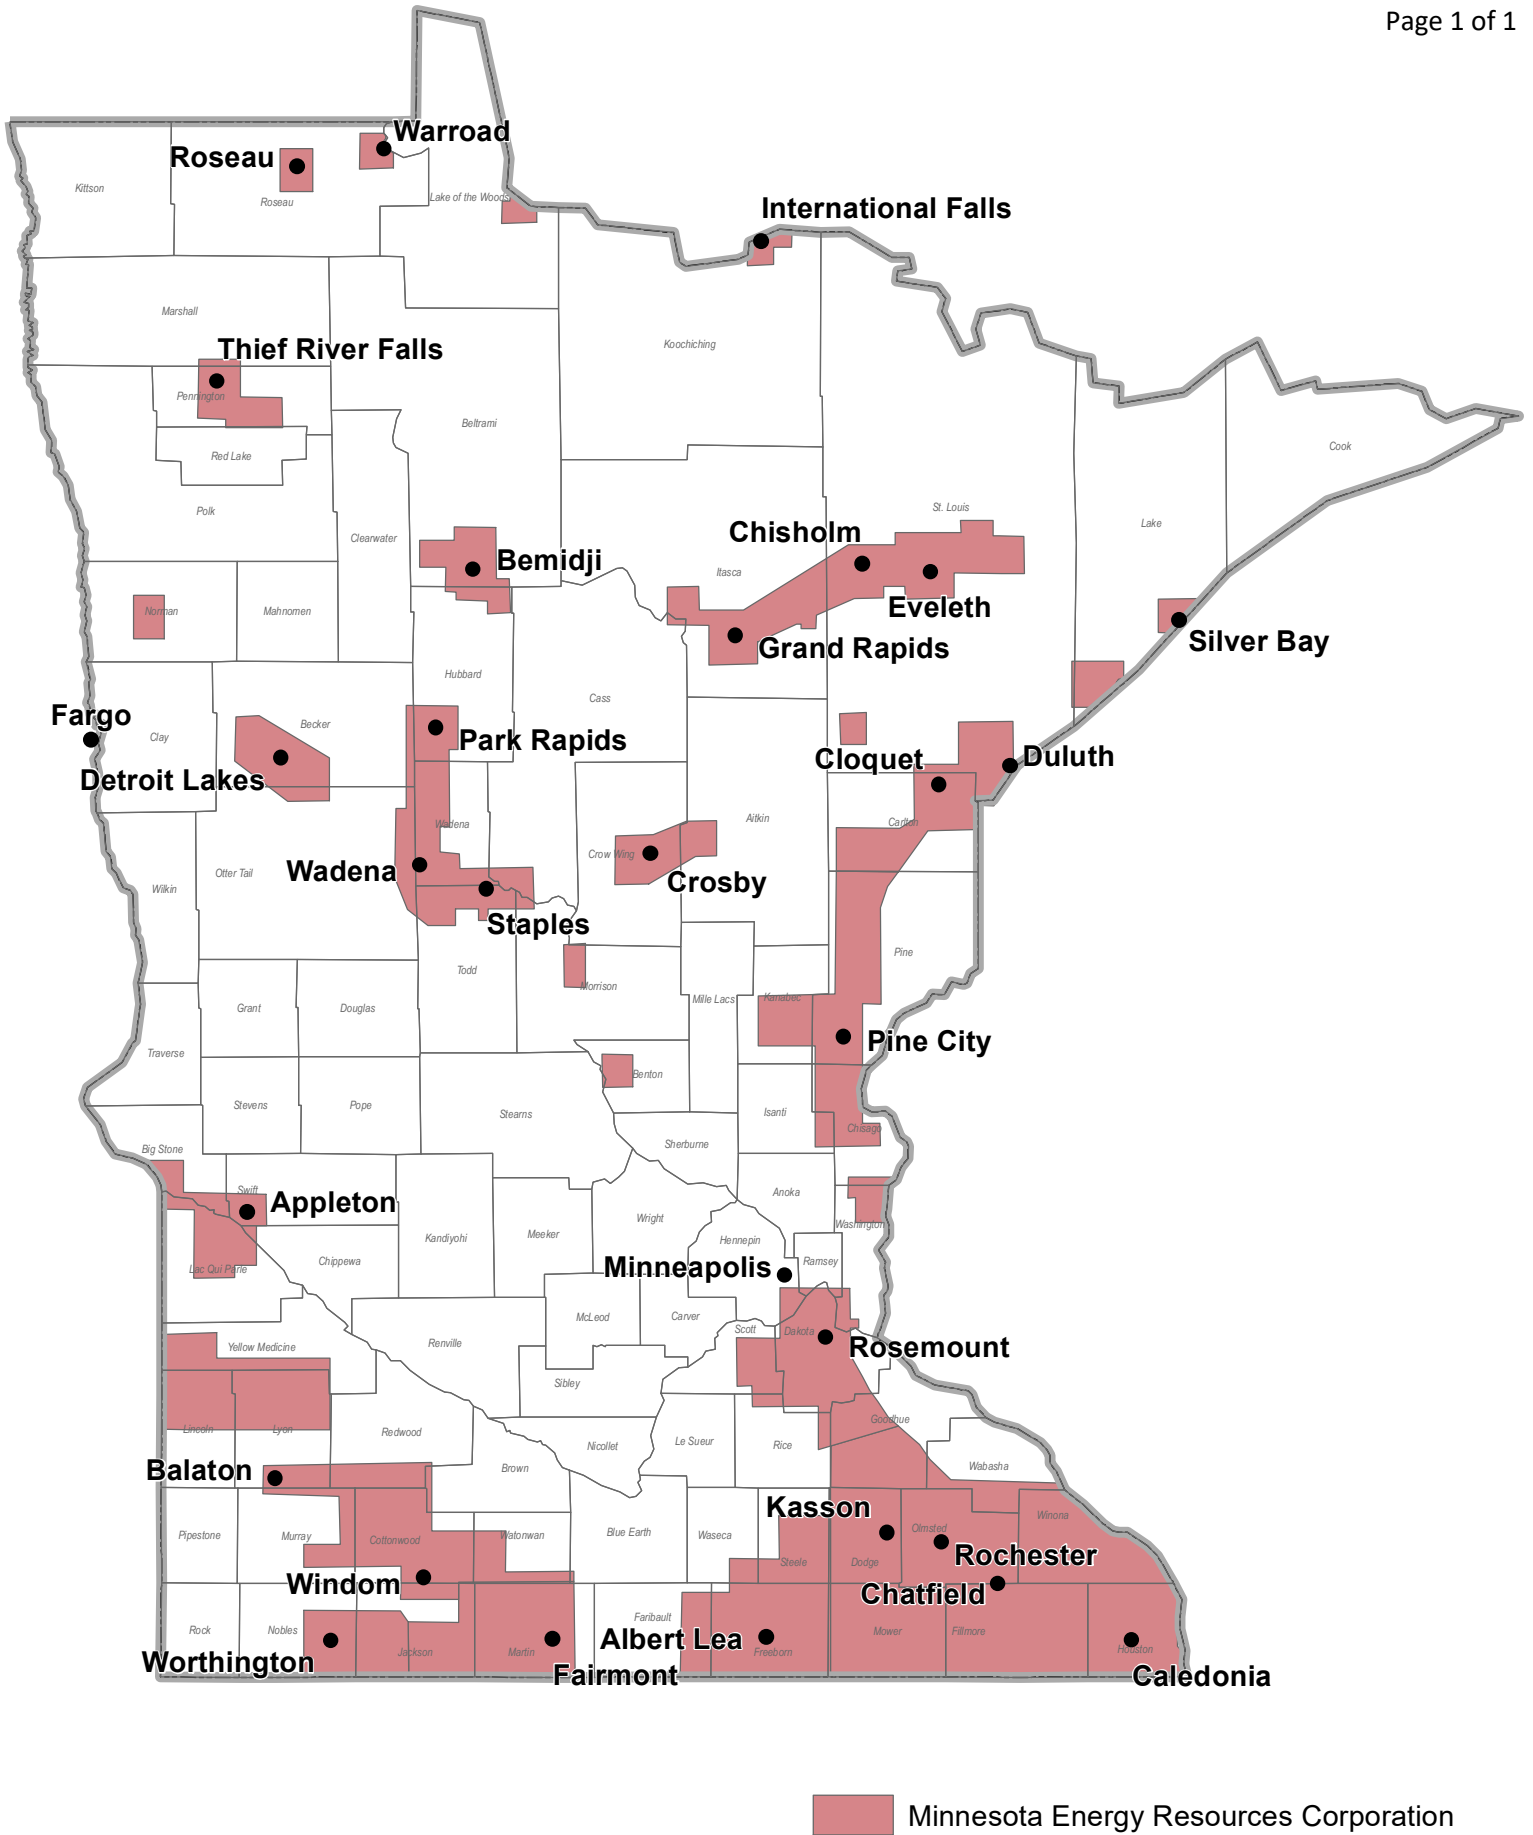 Page 1 of 1
Warroad
Roseau
Kittson
Roseau
Lake of the Woods
International Falls
Marshall
Koochiching
Thief River Falls
Pennington
Beltrami
Red Lake
Cook
Polk
St. Louis
Lake
Clearwater
Chisholm
Bemidji
Itasca
Norman
Mahnomen
Eveleth
Silver Bay
Grand Rapids
Hubbard
Cass
Fargo
Becker
Clay
Park Rapids
Cloquet
Duluth
Detroit Lakes
Wadena
Aitkin
Carlton
Crow Wing
Otter Tail
Wadena
Crosby
Wilkin
Staples
Pine
Todd
Morrison
Mille Lacs
Kanabec
Grant
Douglas
Pine City
Traverse
Benton
Stevens
Pope
Stearns
Isanti
Chisago
Big Stone
Sherburne
Swift
Appleton
Anoka
Wright
Washington
Kandiyohi
Meeker
Hennepin
Chippewa
Lac Qui Parle
Minneapolis
Ramsey
McLeod
Carver
Scott
Dakota
Renville
Yellow Medicine
Rosemount
Sibley
Lincoln
Lyon
Redwood
Goodhue
Nicollet
Le Sueur
Rice
Balaton
Brown
Wabasha
Kasson
Pipestone
Murray
Cottonwood
Watonwan
Blue Earth
Waseca
Steele
Dodge
Olmsted
Winona
Rochester
Windom
Chatfield
Rock
Nobles
Faribault
Albert Lea
Mower
Fillmore
Worthington
Jackson
Martin
Freeborn
Houston
Fairmont
Caledonia
Minnesota Energy Resources Corporation